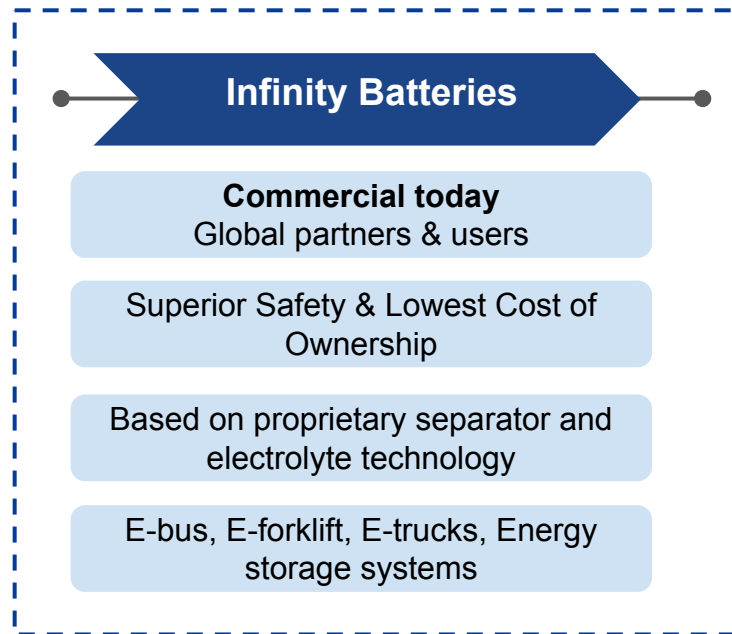 Infinity Batteries
Commercial today
Global partners & users
Superior Safety & Lowest Cost of
Ownership
Based on proprietary separator and
electrolyte technology
E-bus, E-forklift, E-trucks, Energy
storage systems